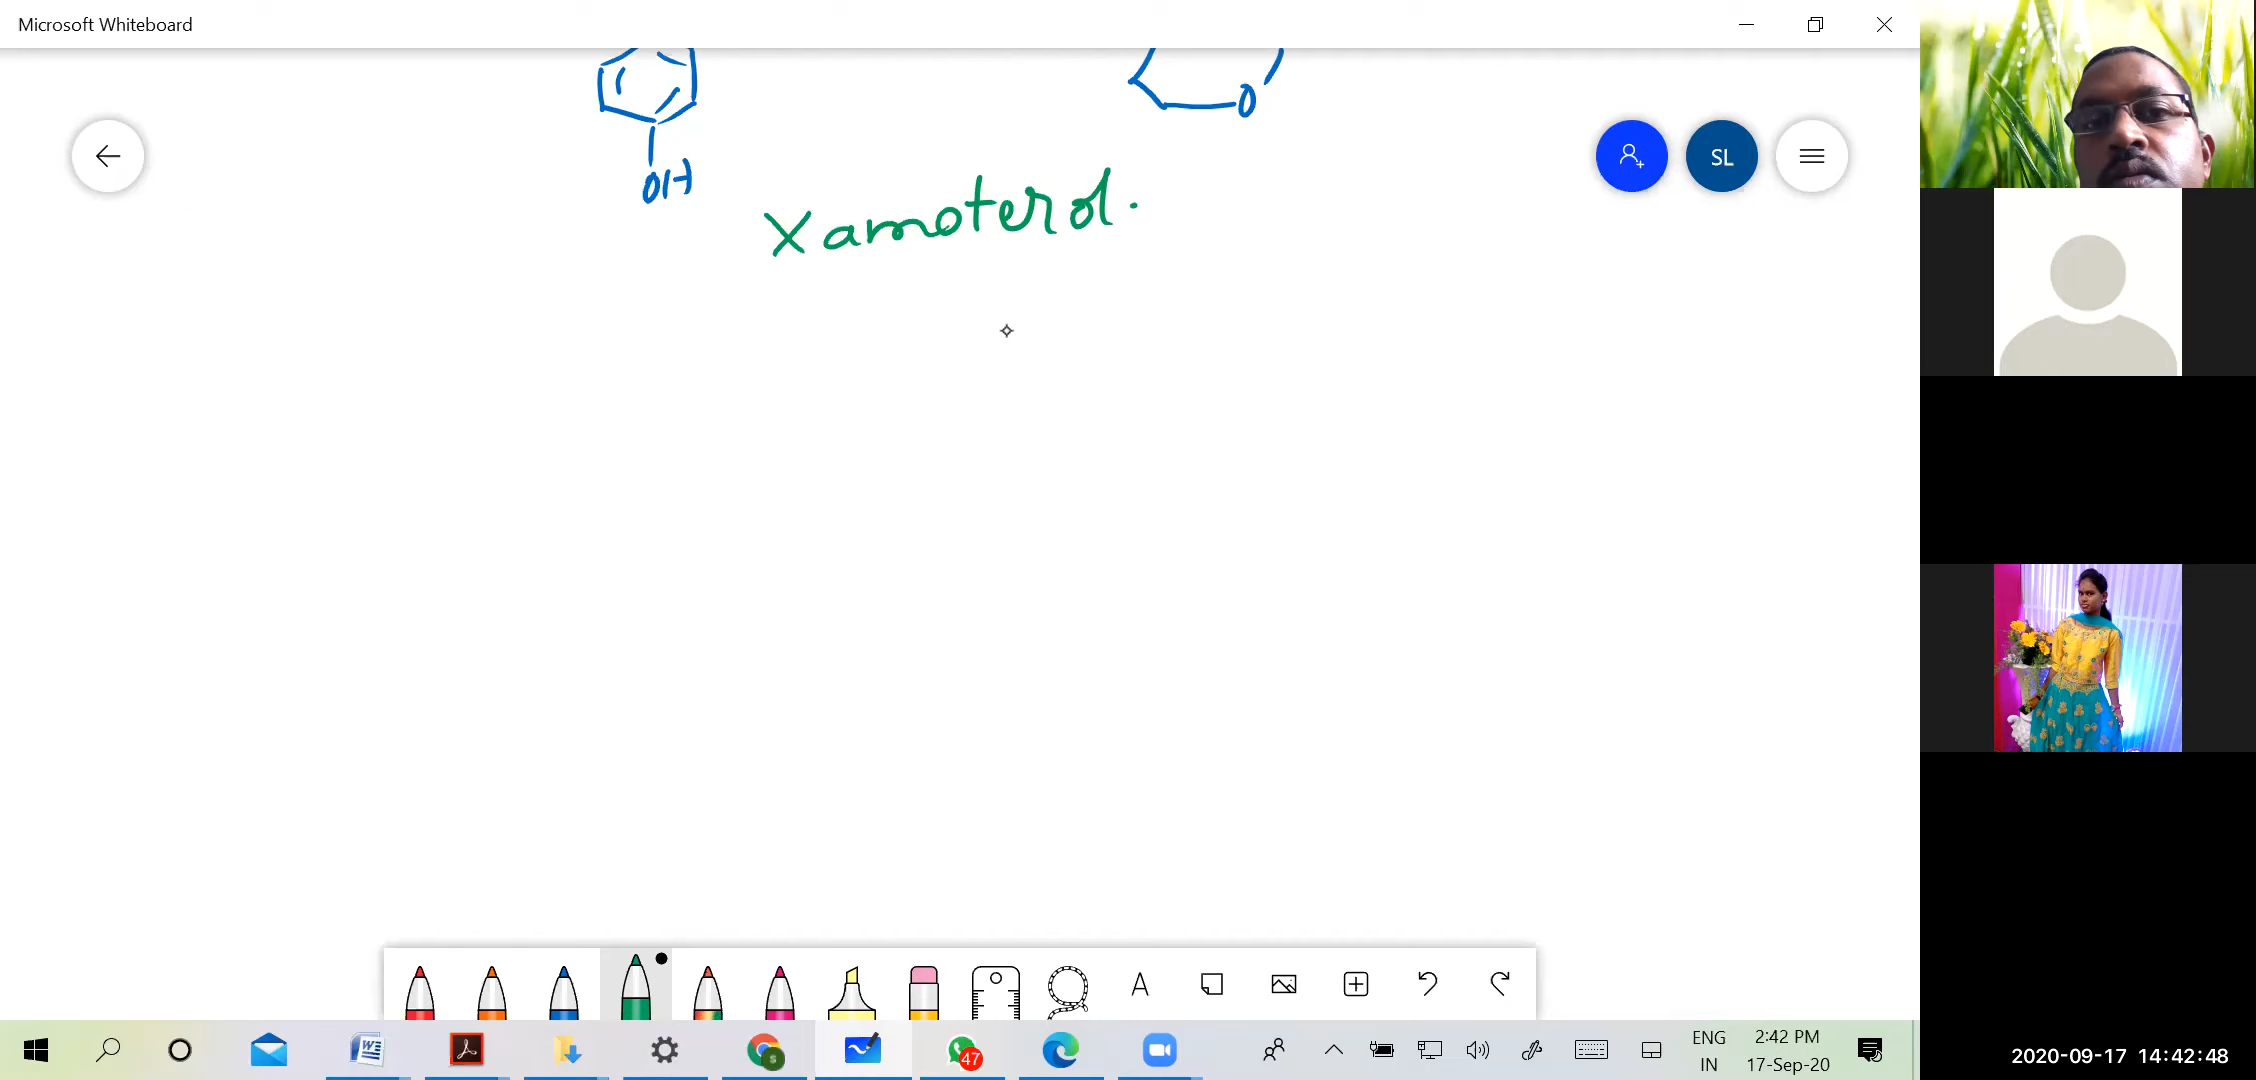 Microsoft Whiteboard
O
OH
SL
Xamoterol.
A
47
ENG
IN
2:42 PM
17-Sep-20
2020-09-17 14:42:48